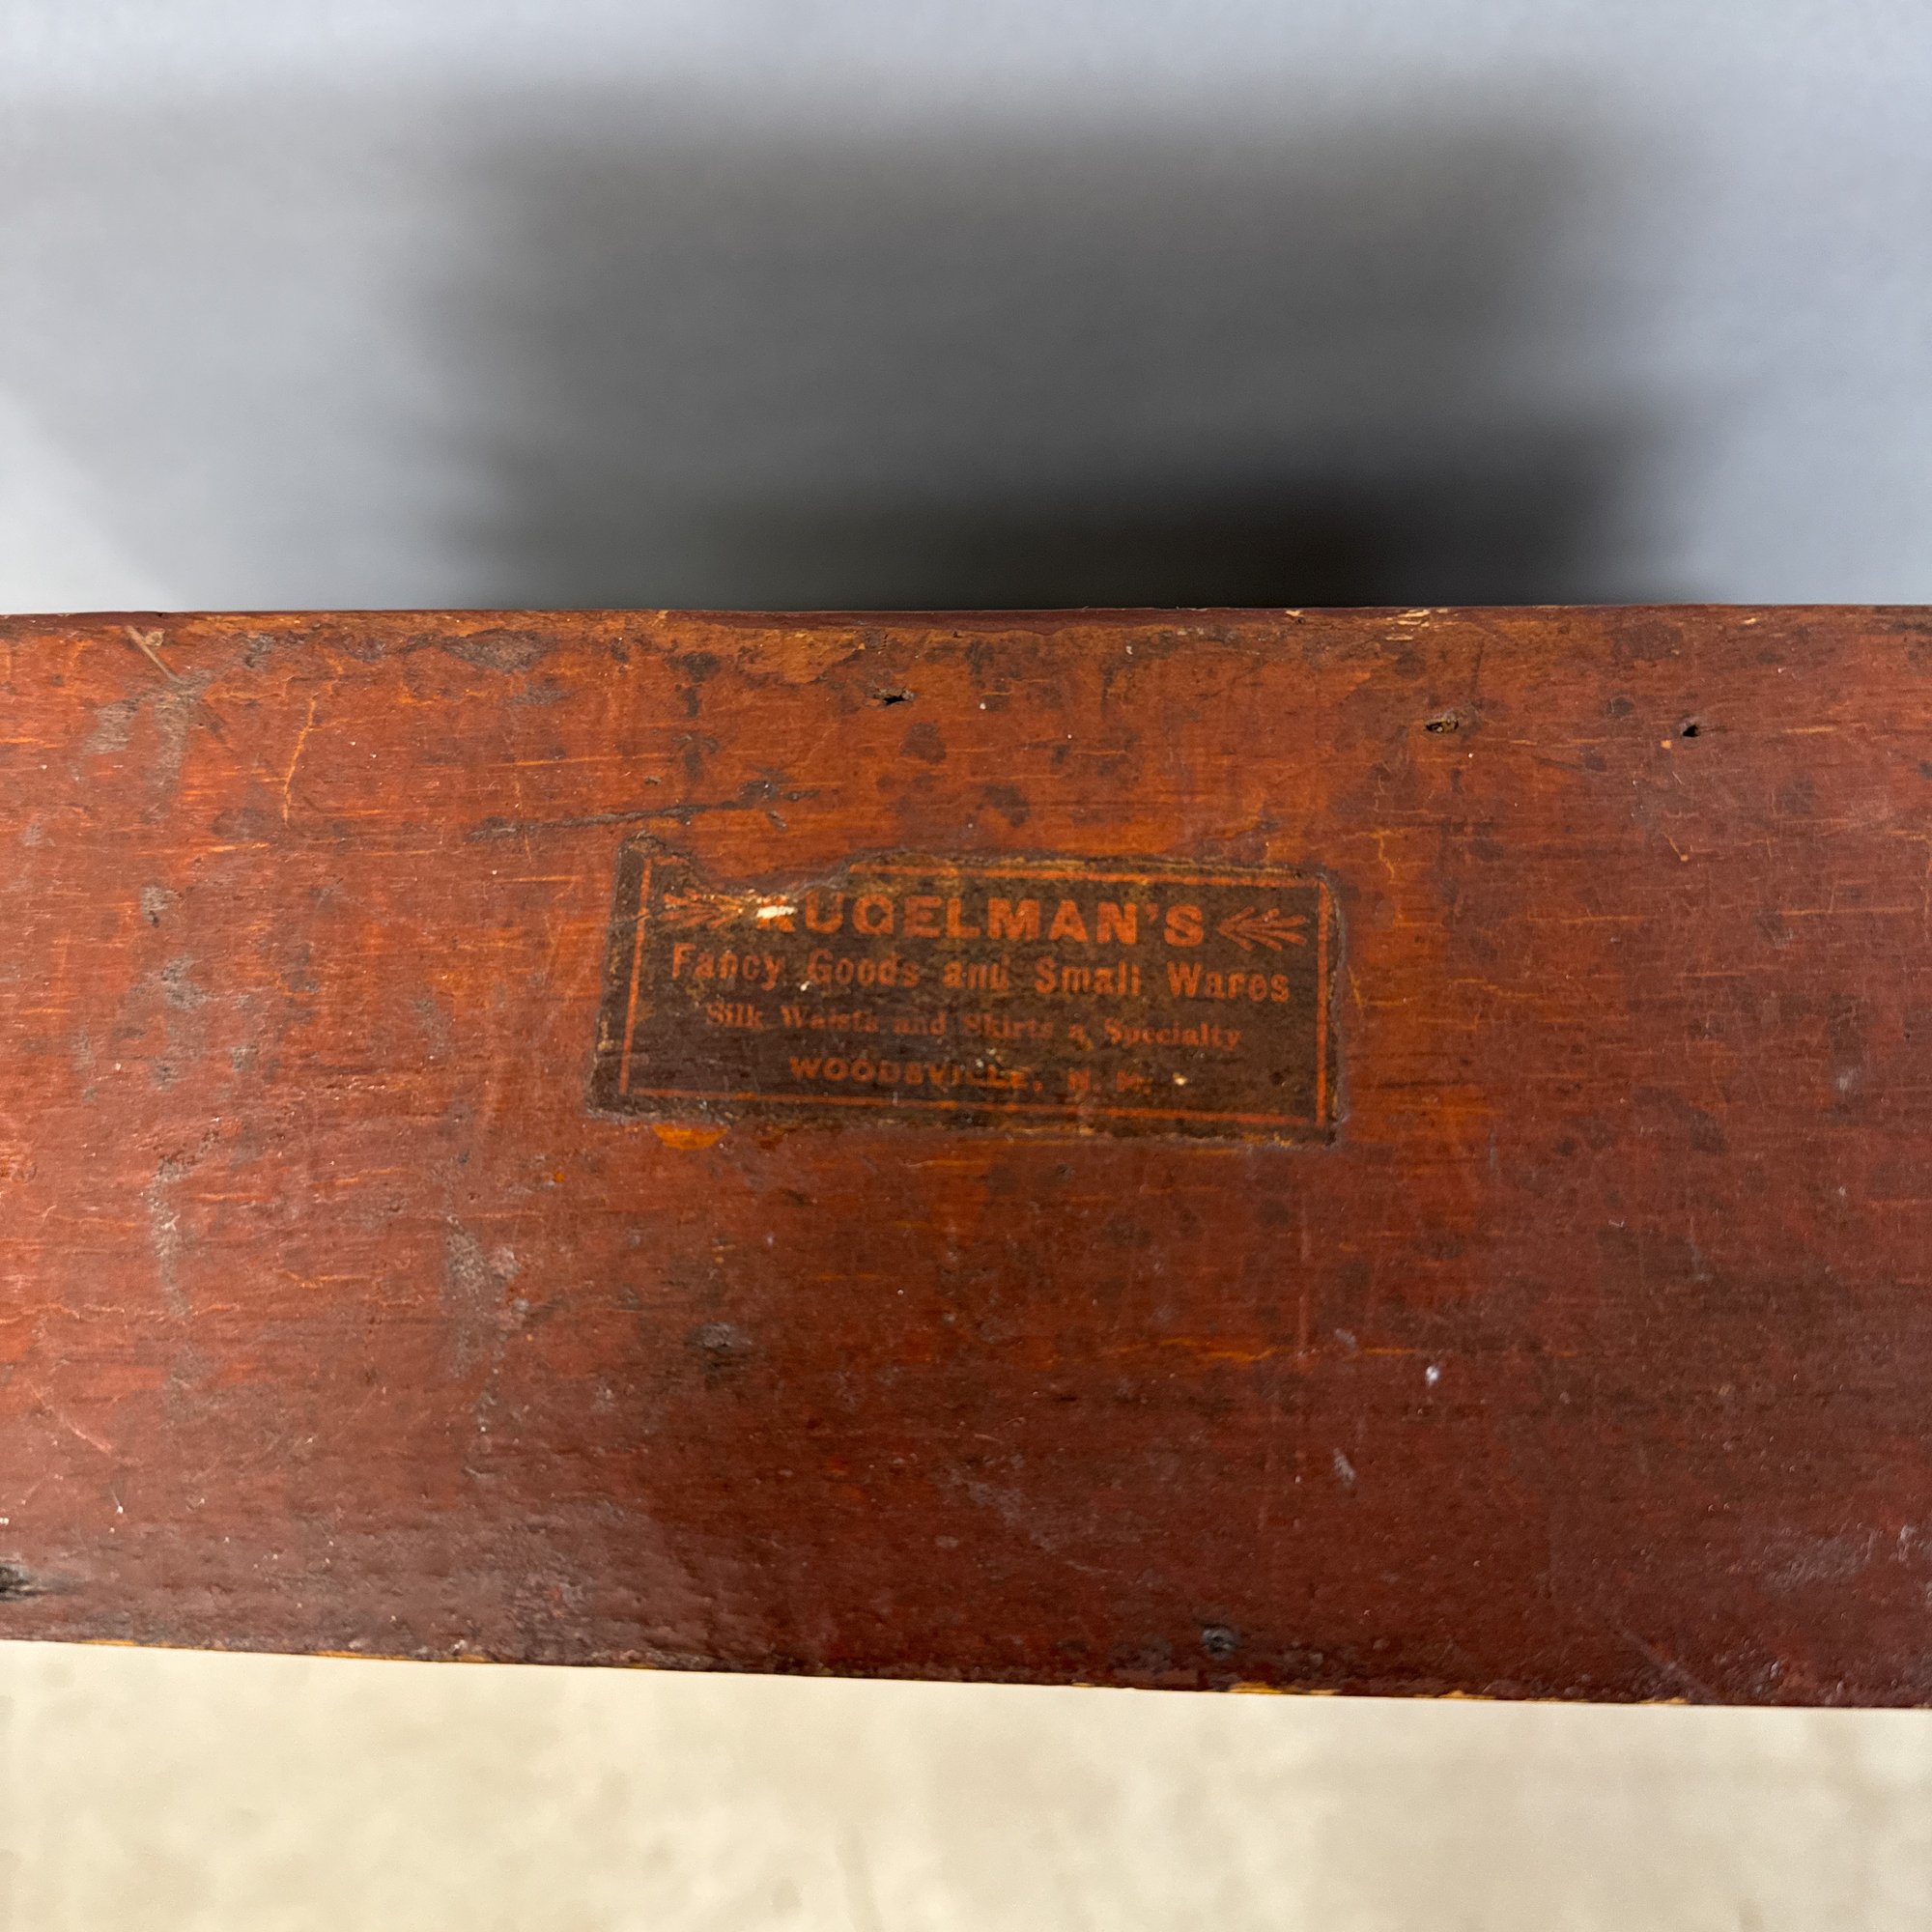 KUGELMAN'S
Fancy Goods and Small Wares
Silk Waists and Skirts a Specialty
WOODSVILLE, N. H.